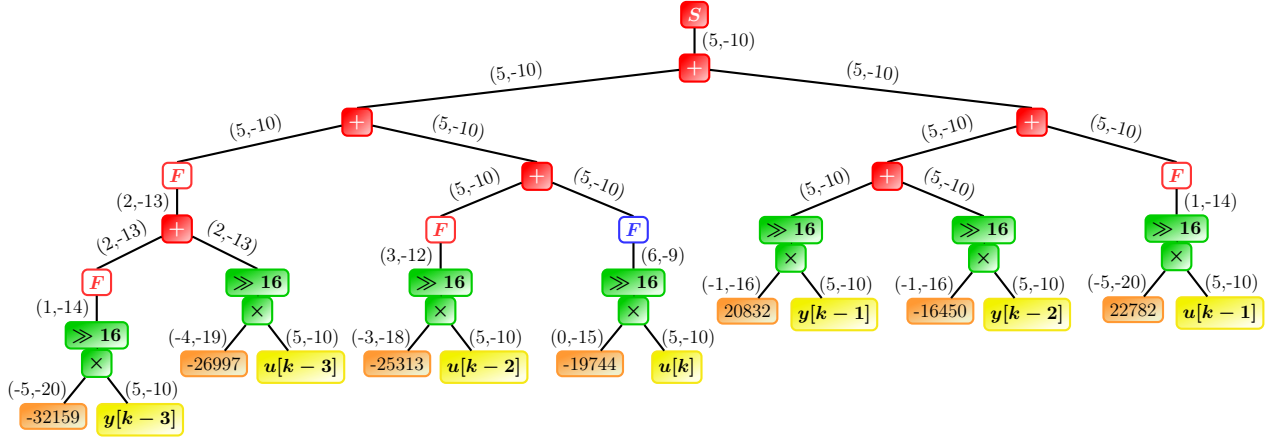 S
(5,-10)
+
(5,-10) (5,-10)
+ +
(5,-10) (5,-10) (5,-10) (5,-10)
F + + F
(2,-13) (5,-10) (5,-10) (5,-10) (5,-10) (1,-14)
+ F F ≫ 16 ≫ 16 ≫ 16
(2,-13) (2,-13) (3,-12) (6,-9) × × ×
F ≫ 16 ≫ 16 ≫ 16 (-1,-16) (5,-10) (-1,-16) (5,-10) (-5,-20) (5,-10)
(1,-14) × × × 20832 y[k − 1] -16450 y[k − 2] 22782 u[k − 1]
≫ 16 (-4,-19) (5,-10) (-3,-18) (5,-10) (0,-15) (5,-10)
× -26997 u[k − 3] -25313 u[k − 2] -19744 u[k]
(-5,-20) (5,-10)
-32159 y[k − 3]